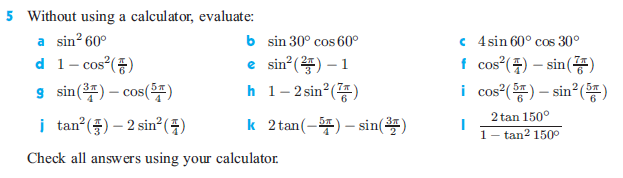 5 Without using a calculator, evaluate:
a sin² 60° b sin 30° cos 60° c 4 sin 60° cos 30°
d 1 − cos²(π/6) e sin²(2π/3) − 1 f cos²(π/4) − sin(7π/6)
g sin(3π/4) − cos(5π/4) h 1 − 2 sin²(7π/6) i cos²(5π/6) − sin²(5π/6)
j tan²(π/3) − 2 sin²(π/4) k 2 tan(−5π/4) − sin(3π/2) l 2 tan 150° / 1 − tan² 150°
Check all answers using your calculator.